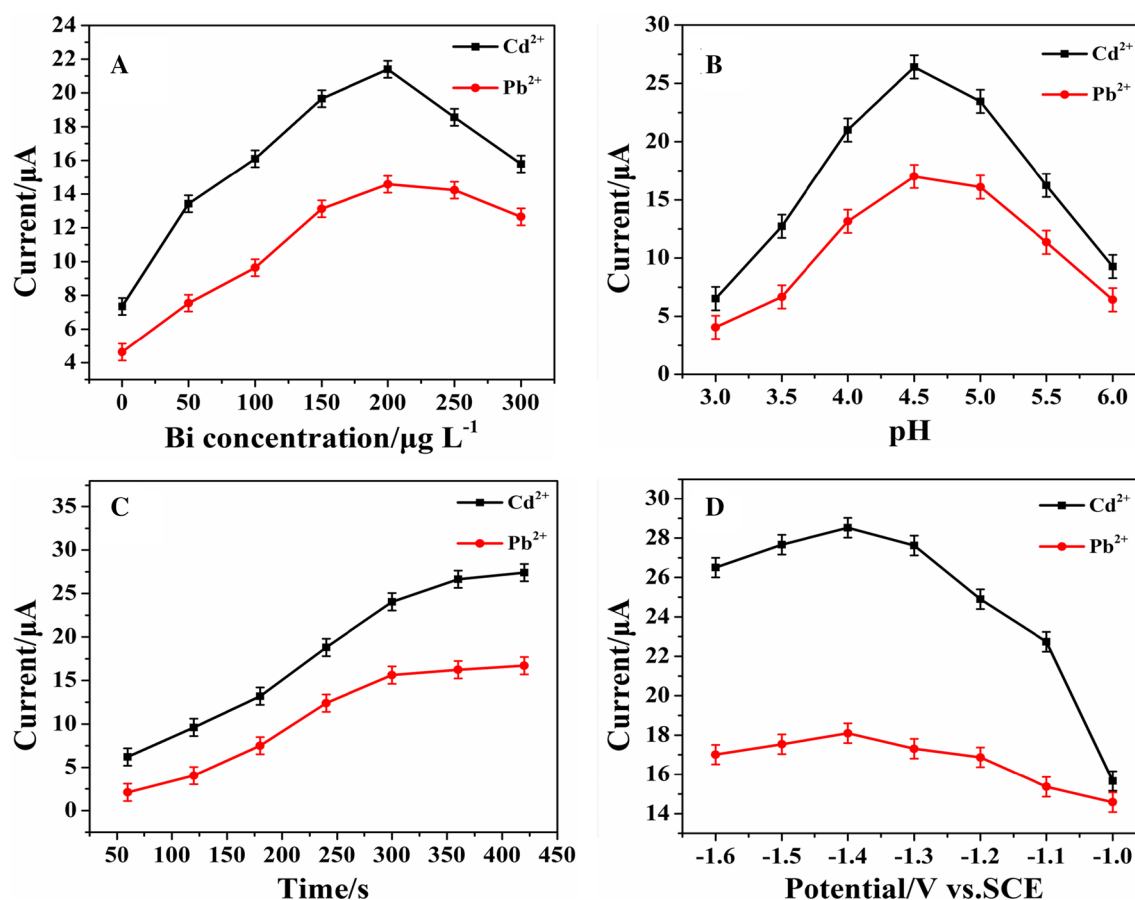 A
Cd²⁺
Pb²⁺
24
22
20
18
16
14
12
10
8
6
4
Current/μA
0 50 100 150 200 250 300
Bi concentration/μg L⁻¹
B
Cd²⁺
Pb²⁺
30
25
20
15
10
5
0
Current/μA
3.0 3.5 4.0 4.5 5.0 5.5 6.0
pH
C
Cd²⁺
Pb²⁺
35
30
25
20
15
10
5
0
Current/μA
50 100 150 200 250 300 350 400 450
Time/s
D
Cd²⁺
Pb²⁺
30
28
26
24
22
20
18
16
14
Current/μA
-1.6 -1.5 -1.4 -1.3 -1.2 -1.1 -1.0
Potential/V vs.SCE